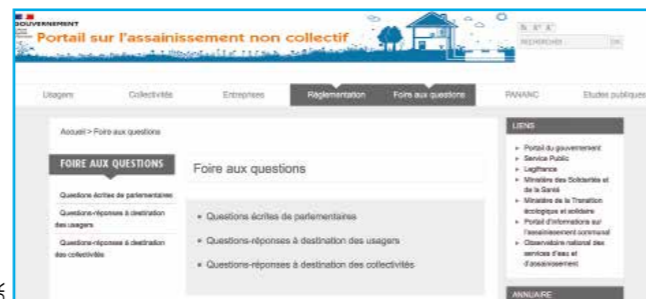 GOUVERNEMENT
Portail sur l'assainissement non collectif
RECHERCHER
OK
Usagers Collectivités Entreprises Réglementation Foire aux questions PANANC Etudes publiques
Accueil > Foire aux questions
FOIRE AUX QUESTIONS
Questions écrites de parlementaires
Questions-réponses à destination des usagers
Questions-réponses à destination des collectivités
Foire aux questions
Questions écrites de parlementaires
Questions-réponses à destination des usagers
Questions-réponses à destination des collectivités
LIENS
Portail du gouvernement
Service Public
Legifrance
Ministère des Solidarités et de la Santé
Ministère de la Transition écologique et solidaire
Portail d'informations sur l'assainissement communal
Observatoire national des services d'eau et d'assainissement
ANNUAIRE